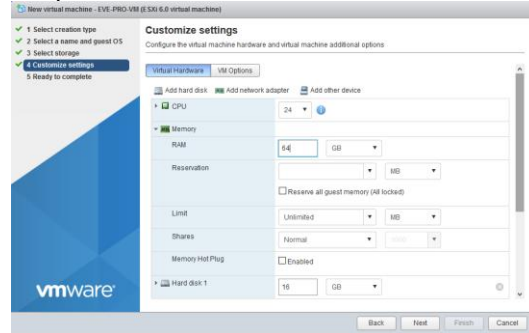 New virtual machine - EVE-PRO-VM (ESXi 6.0 virtual machine)
1 Select creation type
2 Select a name and guest OS
3 Select storage
4 Customize settings
5 Ready to complete
Customize settings
Configure the virtual machine hardware and virtual machine additional options
Virtual Hardware VM Options
Add hard disk Add network adapter Add other device
CPU 24
Memory
RAM 64 GB
Reservation MB
Reserve all guest memory (All locked)
Limit Unlimited MB
Shares Normal
Memory Hot Plug Enabled
Hard disk 1 16 GB
vmware
Back Next Finish Cancel